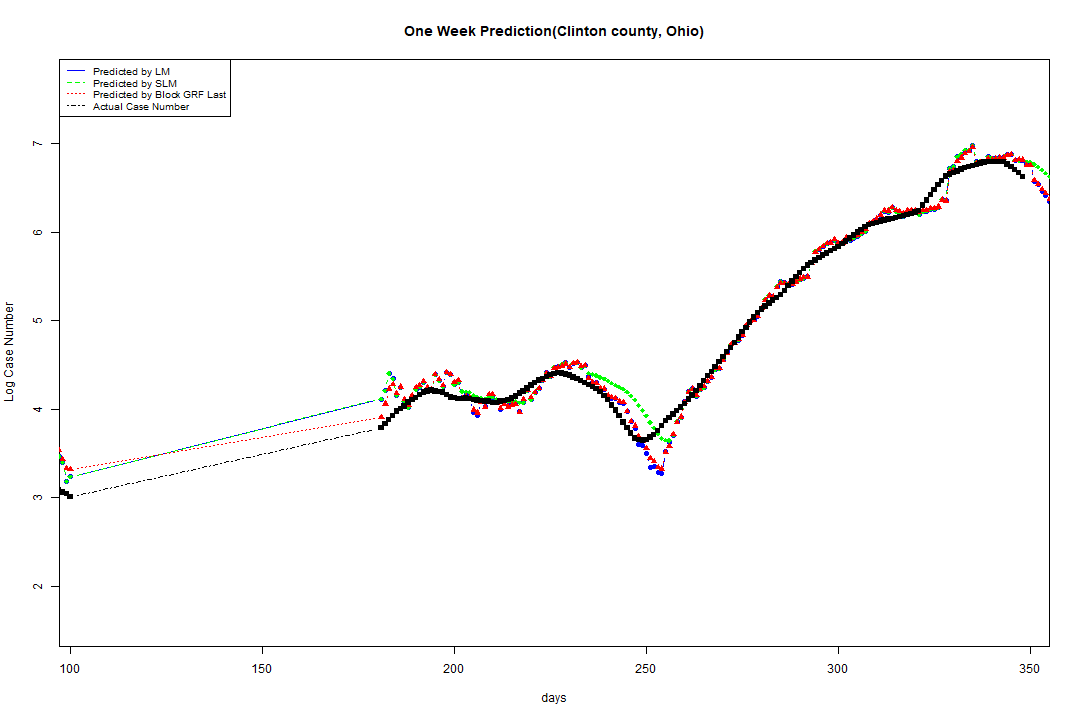 One Week Prediction(Clinton county, Ohio)
Predicted by LM
Predicted by SLM
Predicted by Block GRF Last
Actual Case Number
7
6
5
4
3
2
Log Case Number
100 150 200 250 300 350
days